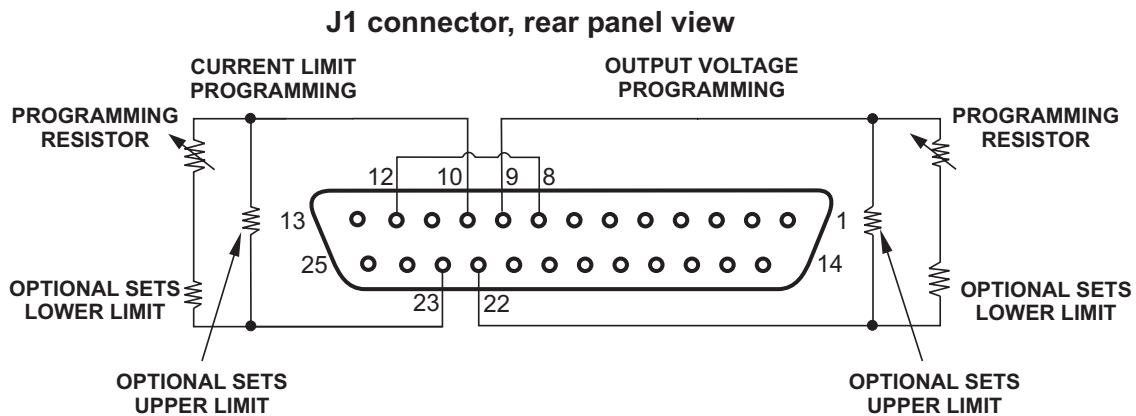 J1 connector, rear panel view
CURRENT LIMIT
PROGRAMMING
OUTPUT VOLTAGE
PROGRAMMING
PROGRAMMING
RESISTOR
PROGRAMMING
RESISTOR
12
10
9
8
13
1
25
14
23
22
OPTIONAL SETS
LOWER LIMIT
OPTIONAL SETS
LOWER LIMIT
OPTIONAL SETS
UPPER LIMIT
OPTIONAL SETS
UPPER LIMIT